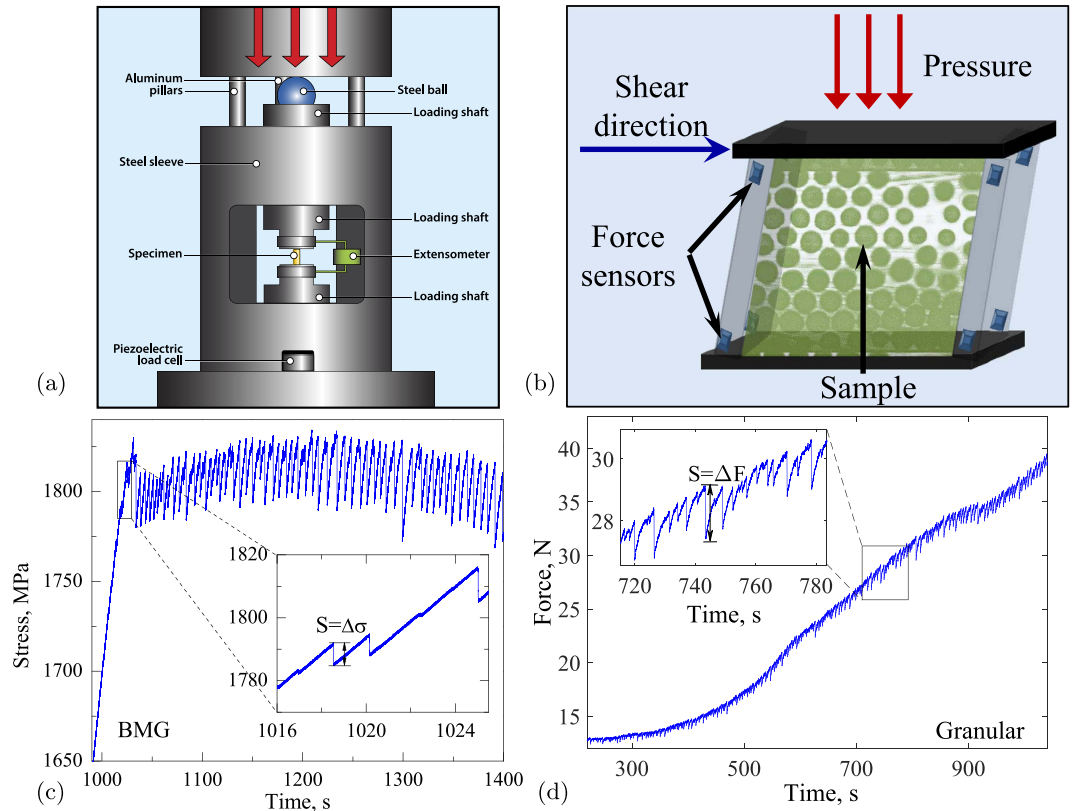 Aluminum
pillars
Steel ball
Loading shaft
Steel sleeve
Loading shaft
Specimen
Extensometer
Loading shaft
Piezoelectric
load cell
(a)
Pressure
Shear
direction
Force
sensors
Sample
(b)
Stress, MPa
1800
1750
1700
1650
1000
1100
1200
1300
1400
Time, s
BMG
1820
1800
1780
1016
1020
1024
S=Δσ
(c)
Force, N
40
35
30
25
20
15
300
500
700
900
Time, s
Granular
30
28
720
740
760
780
Time, s
S=ΔF
(d)